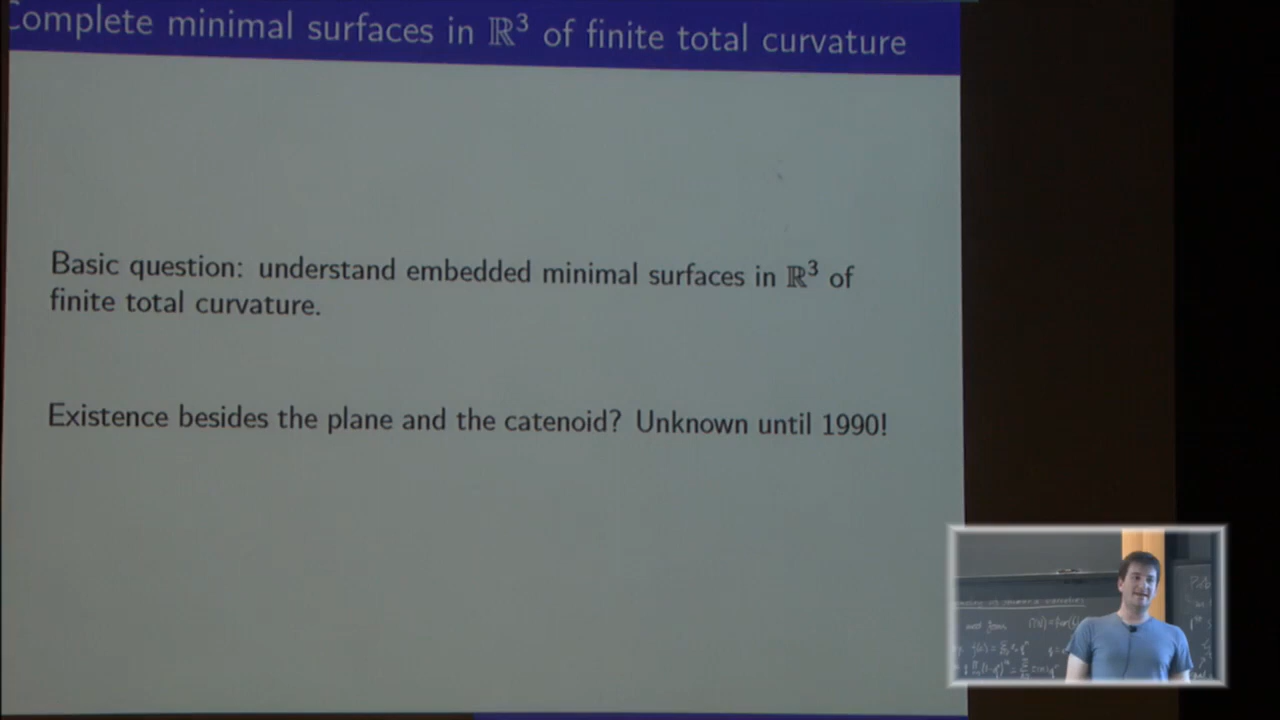 Complete minimal surfaces in ℝ³ of finite total curvature
Basic question: understand embedded minimal surfaces in ℝ³ of
finite total curvature.
Existence besides the plane and the catenoid? Unknown until 1990!